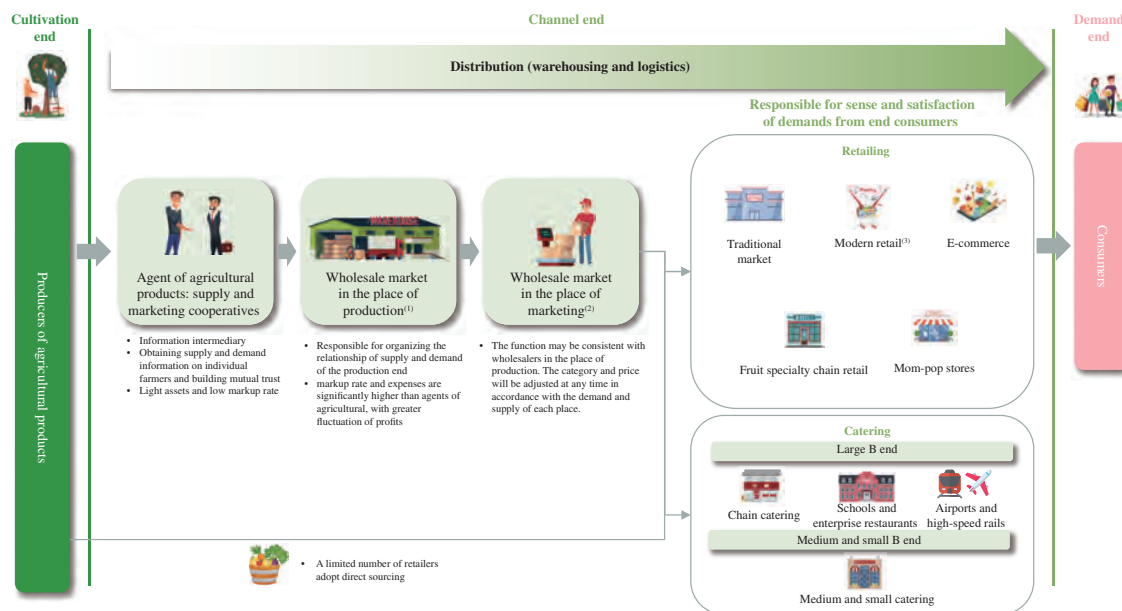 Cultivation
end
Channel end
Demand
end
Distribution (warehousing and logistics)
Responsible for sense and satisfaction
of demands from end consumers
Producers of agricultural products
Agent of agricultural
products: supply and
marketing cooperatives
• Information intermediary
• Obtaining supply and demand
information on individual
farmers and building mutual trust
• Light assets and low markup rate
Wholesale market
in the place of
production(1)
• Responsible for organizing the
relationship of supply and demand
of the production end
• markup rate and expenses are
significantly higher than agents of
agricultural, with greater
fluctuation of profits
Wholesale market
in the place of
marketing(2)
• The function may be consistent with
wholesalers in the place of
production. The category and price
will be adjusted at any time in
accordance with the demand and
supply of each place.
Retailing
Traditional
market
Modern retail(3)
E-commerce
Fruit specialty chain retail
Mom-pop stores
Catering
Large B end
Chain catering
Schools and
enterprise restaurants
Airports and
high-speed rails
Medium and small B end
Medium and small catering
Consumers
• A limited number of retailers
adopt direct sourcing